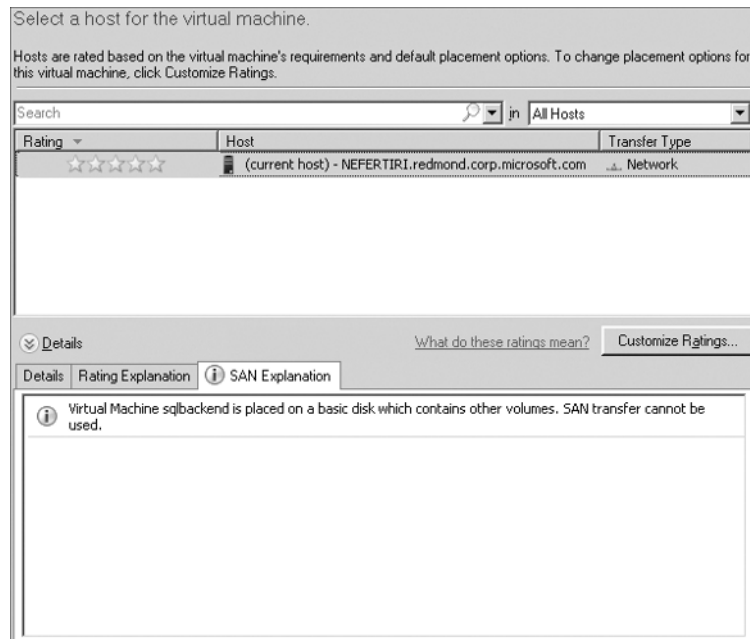 Select a host for the virtual machine.
Hosts are rated based on the virtual machine's requirements and default placement options. To change placement options for
this virtual machine, click Customize Ratings.
Search
in
All Hosts
Rating
Host
Transfer Type
(current host) - NEFERTIRI.redmond.corp.microsoft.com
Network
Details
What do these ratings mean?
Customize Ratings...
Details
Rating Explanation
SAN Explanation
Virtual Machine sqlbackend is placed on a basic disk which contains other volumes. SAN transfer cannot be
used.